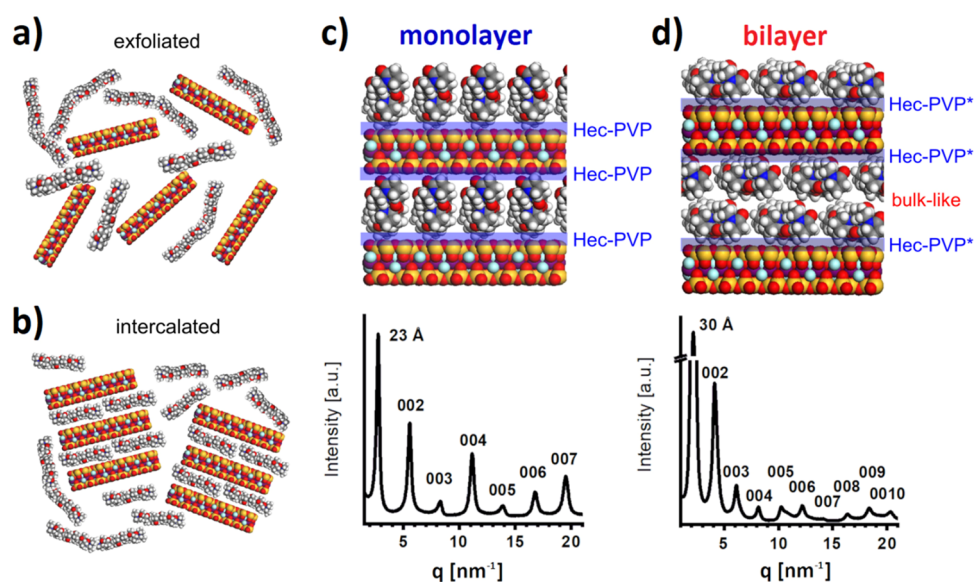 a)
exfoliated
b)
intercalated
c)
monolayer
Hec-PVP
Hec-PVP
Hec-PVP
Intensity [a.u.]
23 Å
002
003
004
005
006
007
5
10
15
20
q [nm⁻¹]
d)
bilayer
Hec-PVP*
Hec-PVP*
bulk-like
Hec-PVP*
Intensity [a.u.]
30 Å
002
003
004
005
006
007
008
009
0010
5
10
15
20
q [nm⁻¹]